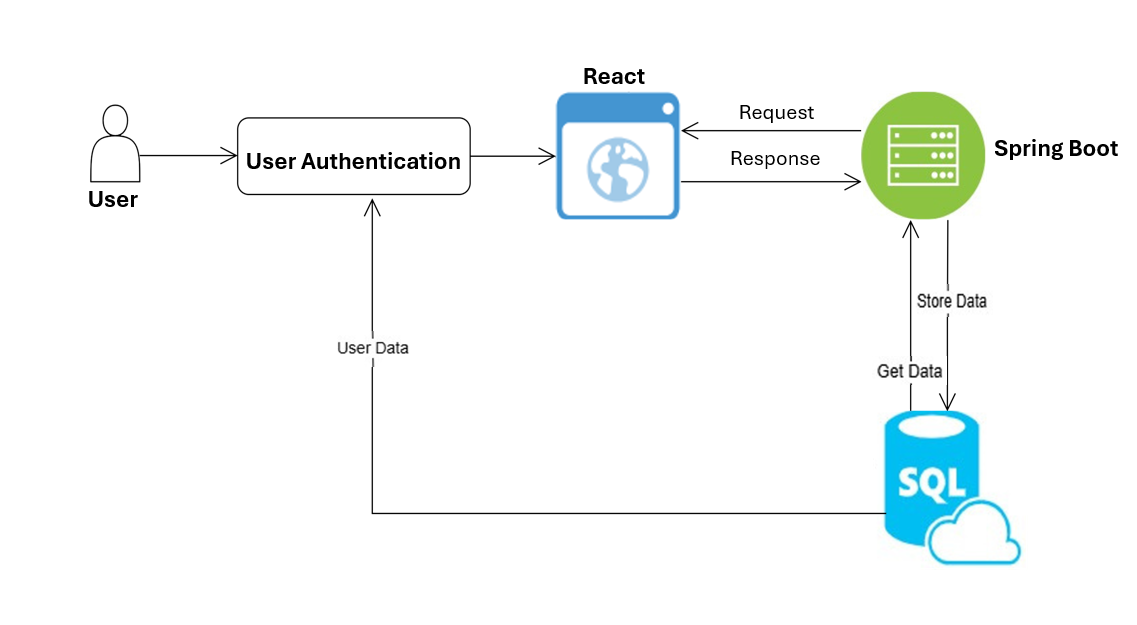 React
Request
Response
Spring Boot
User Authentication
User
Store Data
User Data
Get Data
SQL